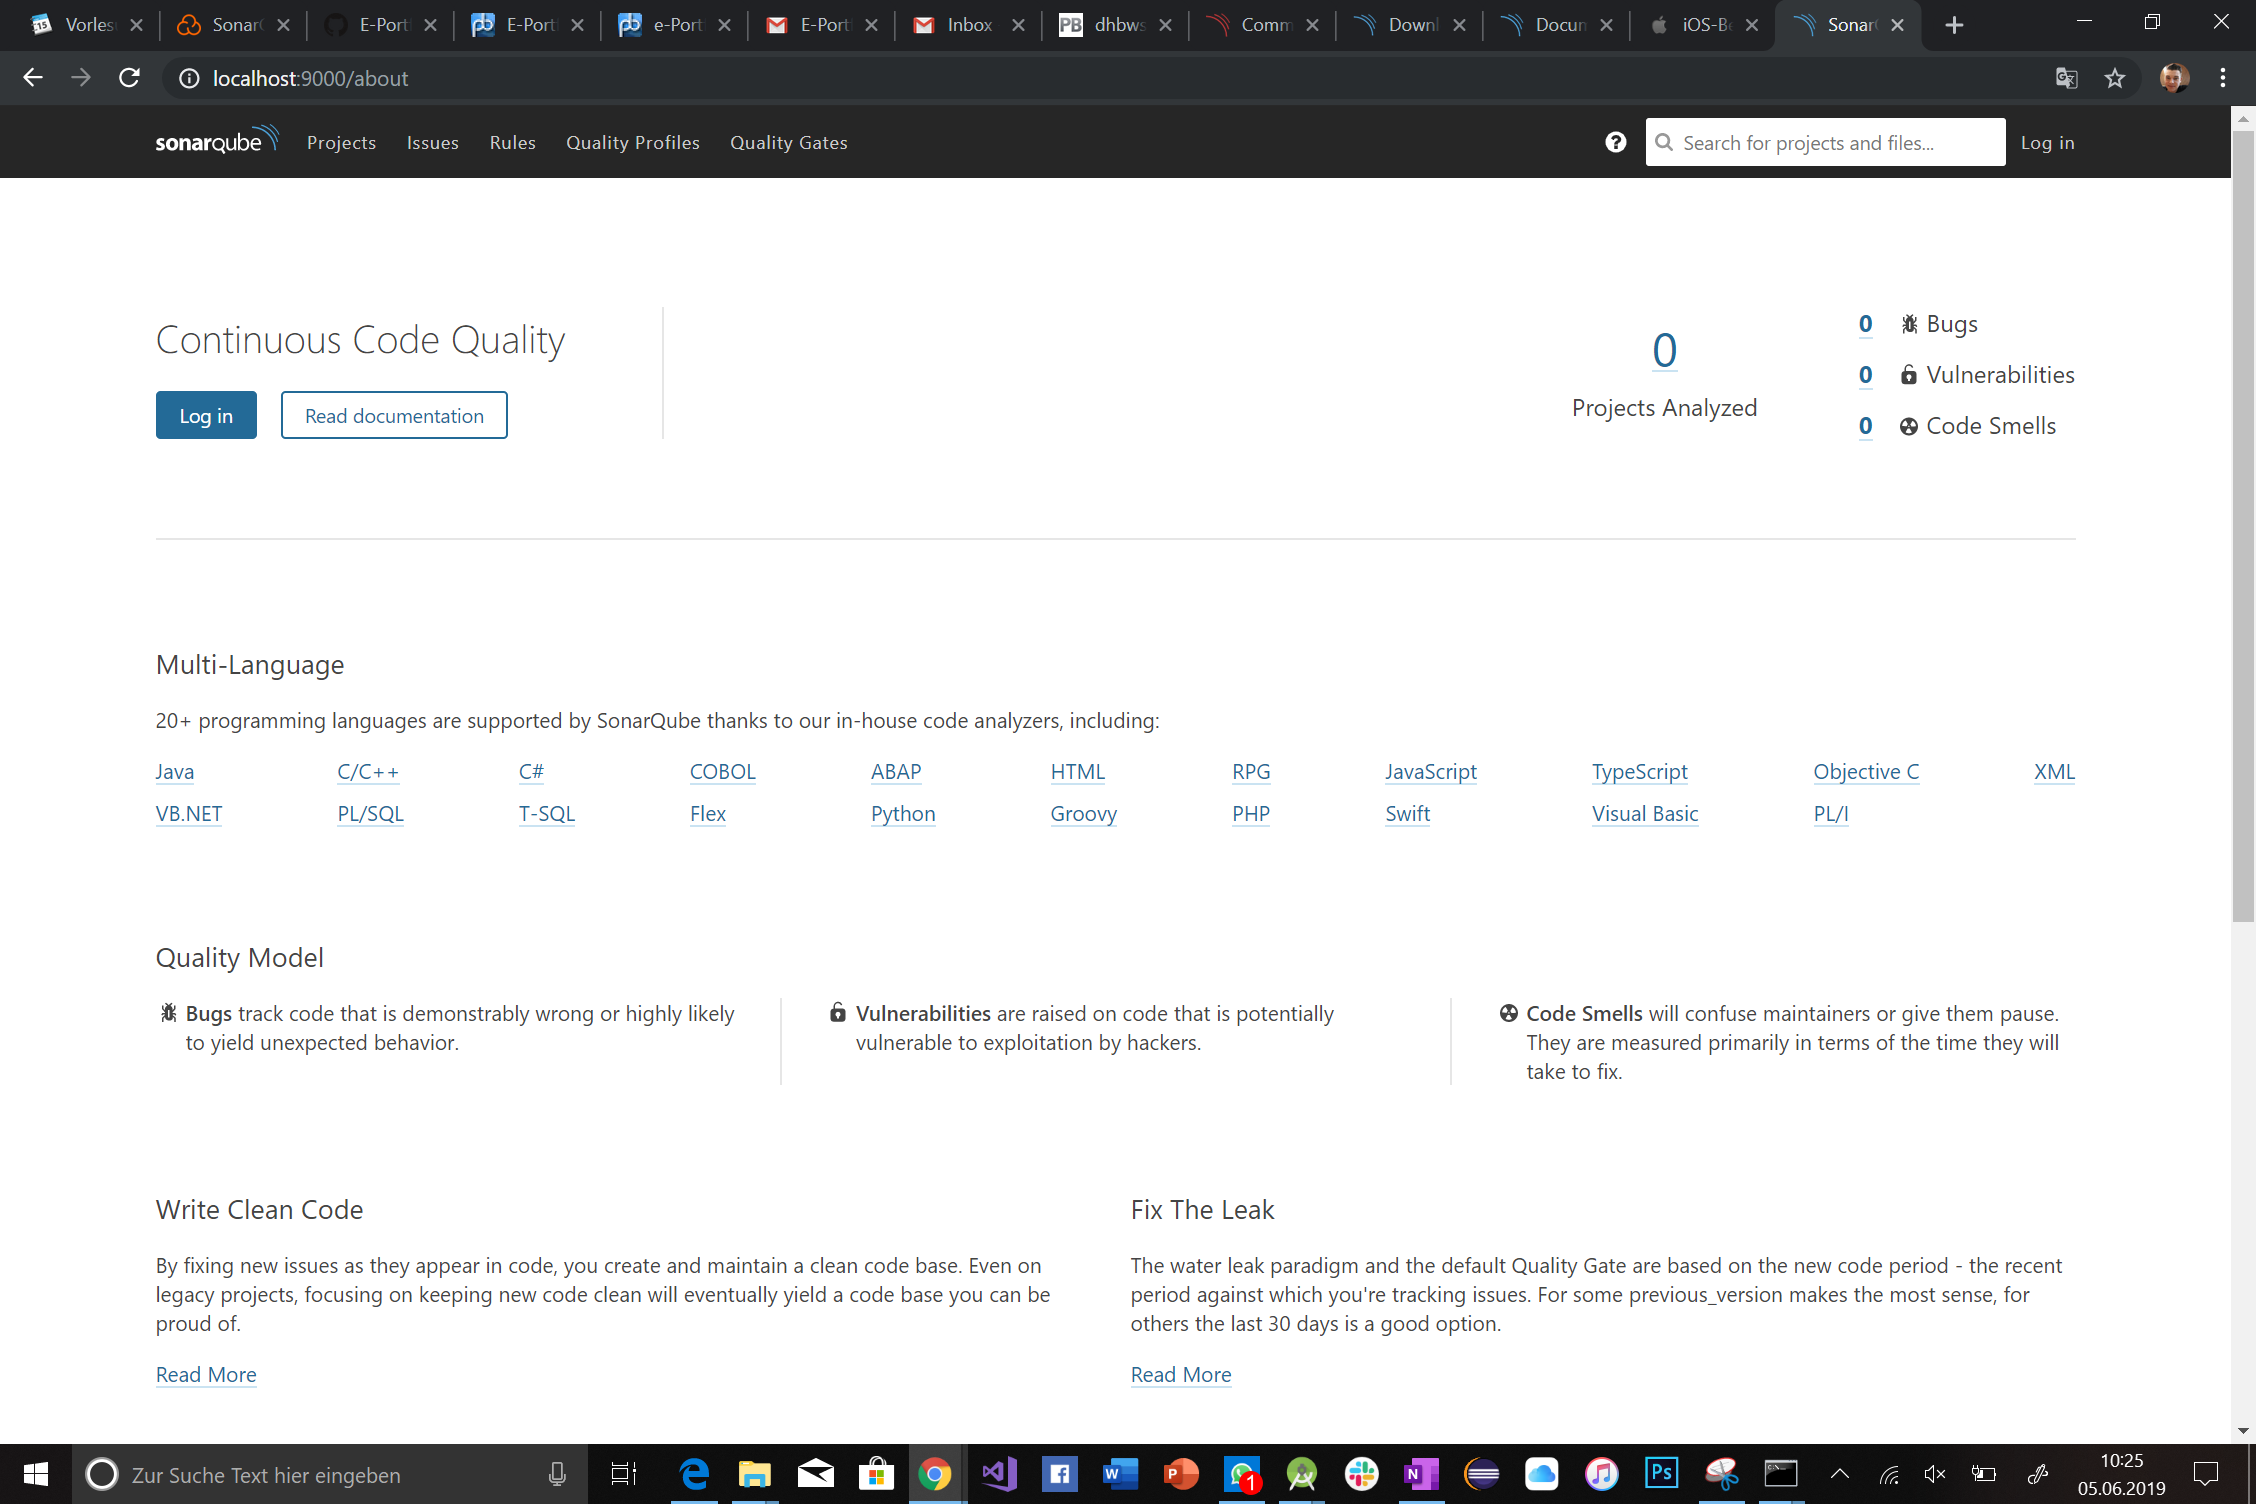 Vorles SonarQ E-Portf E-Portf e-Portf E-Portf Inbox dhbws Comm Downl Docum iOS-Be SonarQ
localhost:9000/about
sonarqube Projects Issues Rules Quality Profiles Quality Gates Search for projects and files... Log in
Continuous Code Quality
Log in Read documentation
0
Projects Analyzed
0 Bugs
0 Vulnerabilities
0 Code Smells
Multi-Language
20+ programming languages are supported by SonarQube thanks to our in-house code analyzers, including:
Java C/C++ C# COBOL ABAP HTML RPG JavaScript TypeScript Objective C XML
VB.NET PL/SQL T-SQL Flex Python Groovy PHP Swift Visual Basic PL/I
Quality Model
Bugs track code that is demonstrably wrong or highly likely
to yield unexpected behavior.
Vulnerabilities are raised on code that is potentially
vulnerable to exploitation by hackers.
Code Smells will confuse maintainers or give them pause.
They are measured primarily in terms of the time they will
take to fix.
Write Clean Code
By fixing new issues as they appear in code, you create and maintain a clean code base. Even on
legacy projects, focusing on keeping new code clean will eventually yield a code base you can be
proud of.
Read More
Fix The Leak
The water leak paradigm and the default Quality Gate are based on the new code period - the recent
period against which you're tracking issues. For some previous_version makes the most sense, for
others the last 30 days is a good option.
Read More
Zur Suche Text hier eingeben
1
10:25
05.06.2019